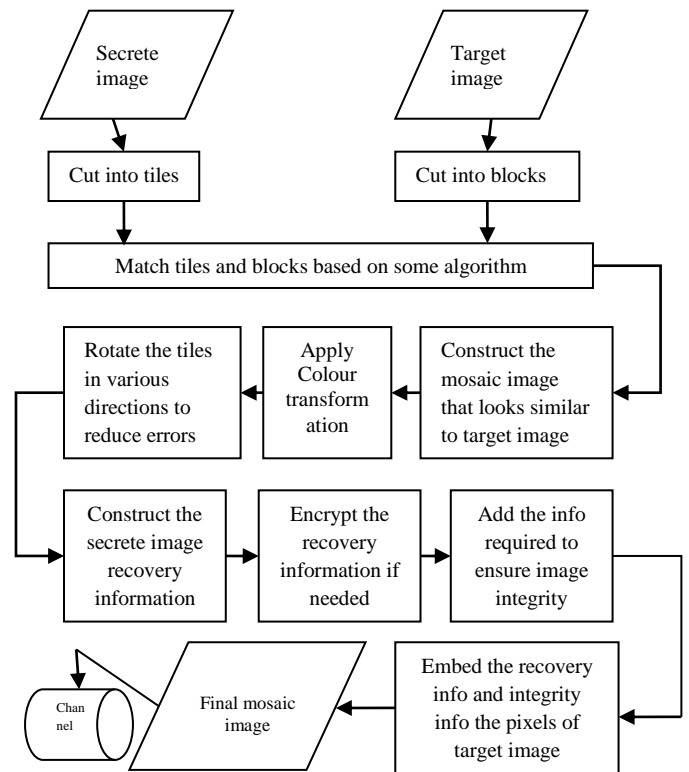 Secrete
image
Target
image
Cut into tiles
Cut into blocks
Match tiles and blocks based on some algorithm
Rotate the tiles
in various
directions to
reduce errors
Apply
Colour
transform
ation
Construct the
mosaic image
that looks similar
to target image
Construct the
secrete image
recovery
information
Encrypt the
recovery
information if
needed
Add the info
required to
ensure image
integrity
Cha
nnel
Final mosaic
image
Embed the recovery
info and integrity
info the pixels of
target image